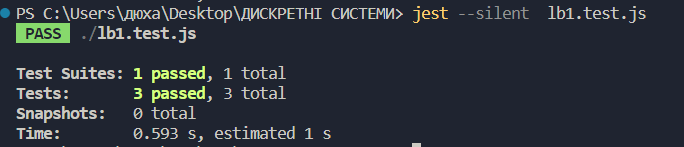 PS C:\Users\дюха\Desktop\ДИСКРЕТНІ СИСТЕМИ> jest --silent  lb1.test.js
PASS ./lb1.test.js
Test Suites: 1 passed, 1 total
Tests:       3 passed, 3 total
Snapshots:   0 total
Time:        0.593 s, estimated 1 s